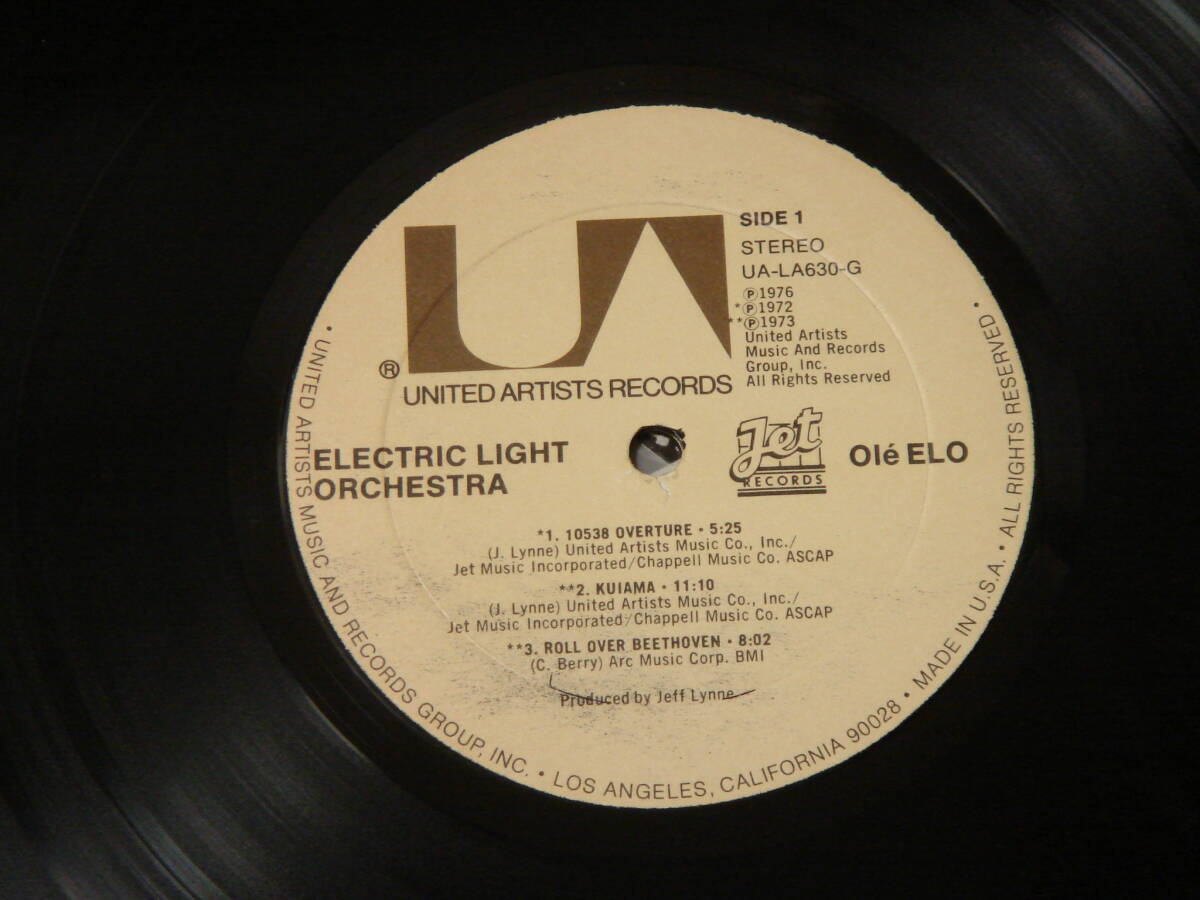 UA
SIDE 1
STEREO
UA-LA630-G
℗1976
*℗1972
**℗1973
United Artists
Music And Records
Group, Inc.
All Rights Reserved
®
UNITED ARTISTS RECORDS
ELECTRIC LIGHT
ORCHESTRA
Jet
RECORDS
Olé ELO
*1. 10538 OVERTURE • 5:25
(J. Lynne) United Artists Music Co., Inc./
Jet Music Incorporated/Chappell Music Co. ASCAP
**2. KUIAMA • 11:10
(J. Lynne) United Artists Music Co., Inc./
Jet Music Incorporated/Chappell Music Co. ASCAP
**3. ROLL OVER BEETHOVEN • 8:02
(C. Berry) Arc Music Corp. BMI
Produced by Jeff Lynne
• UNITED ARTISTS MUSIC AND RECORDS GROUP, INC. • LOS ANGELES, CALIFORNIA 90028 • MADE IN U.S.A. • ALL RIGHTS RESERVED •